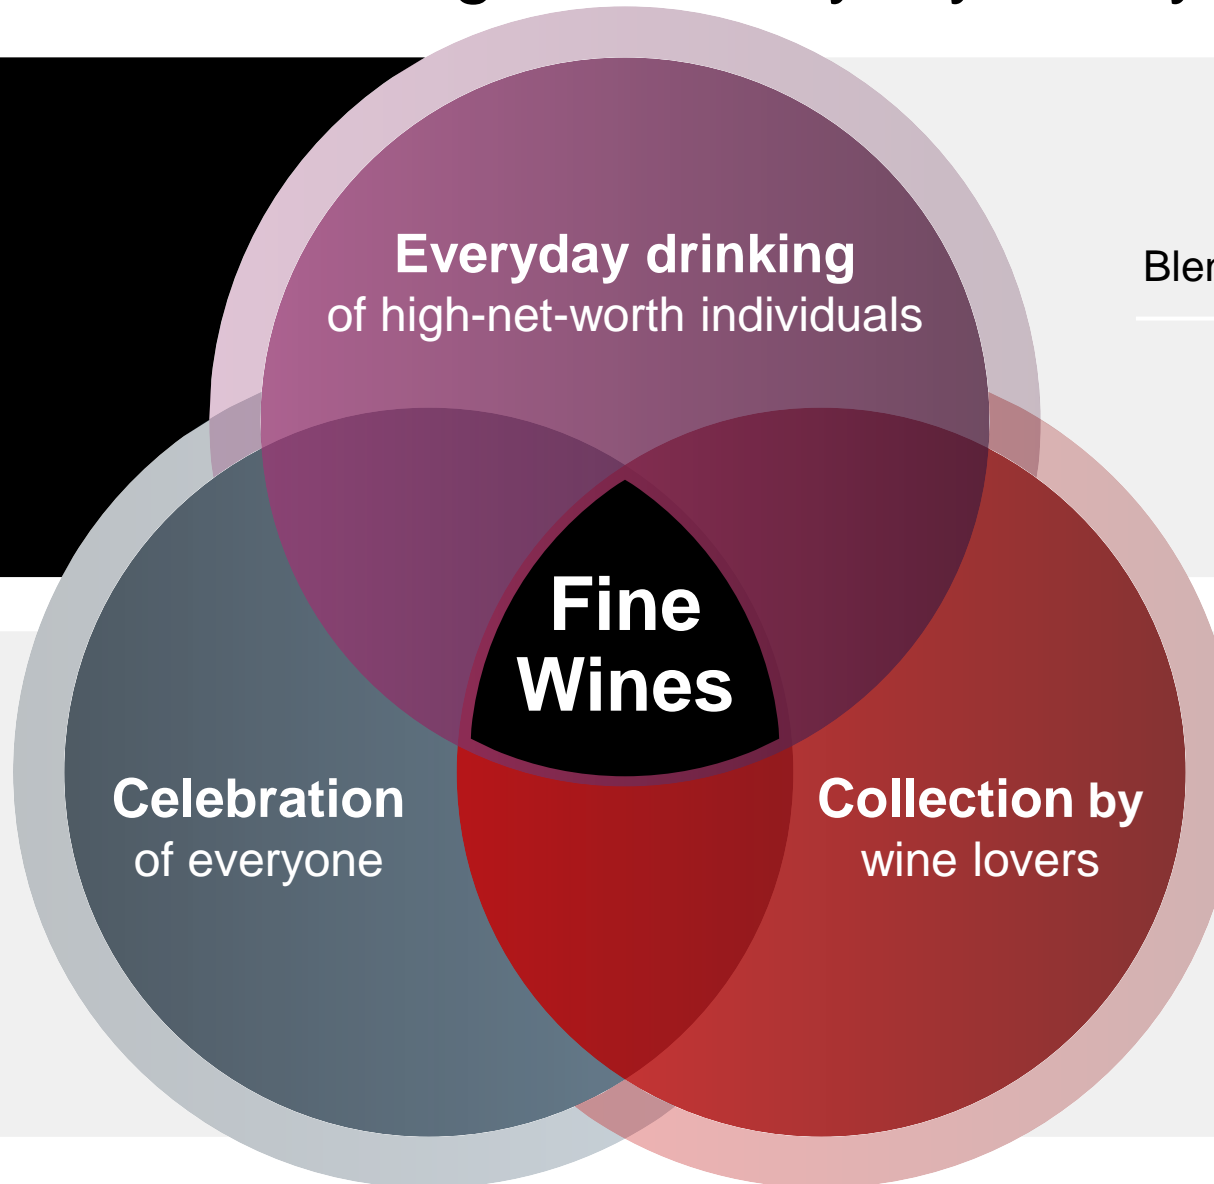 Everyday drinking
of high-net-worth individuals
Fine
Wines
Celebration
of everyone
Collection by
wine lovers